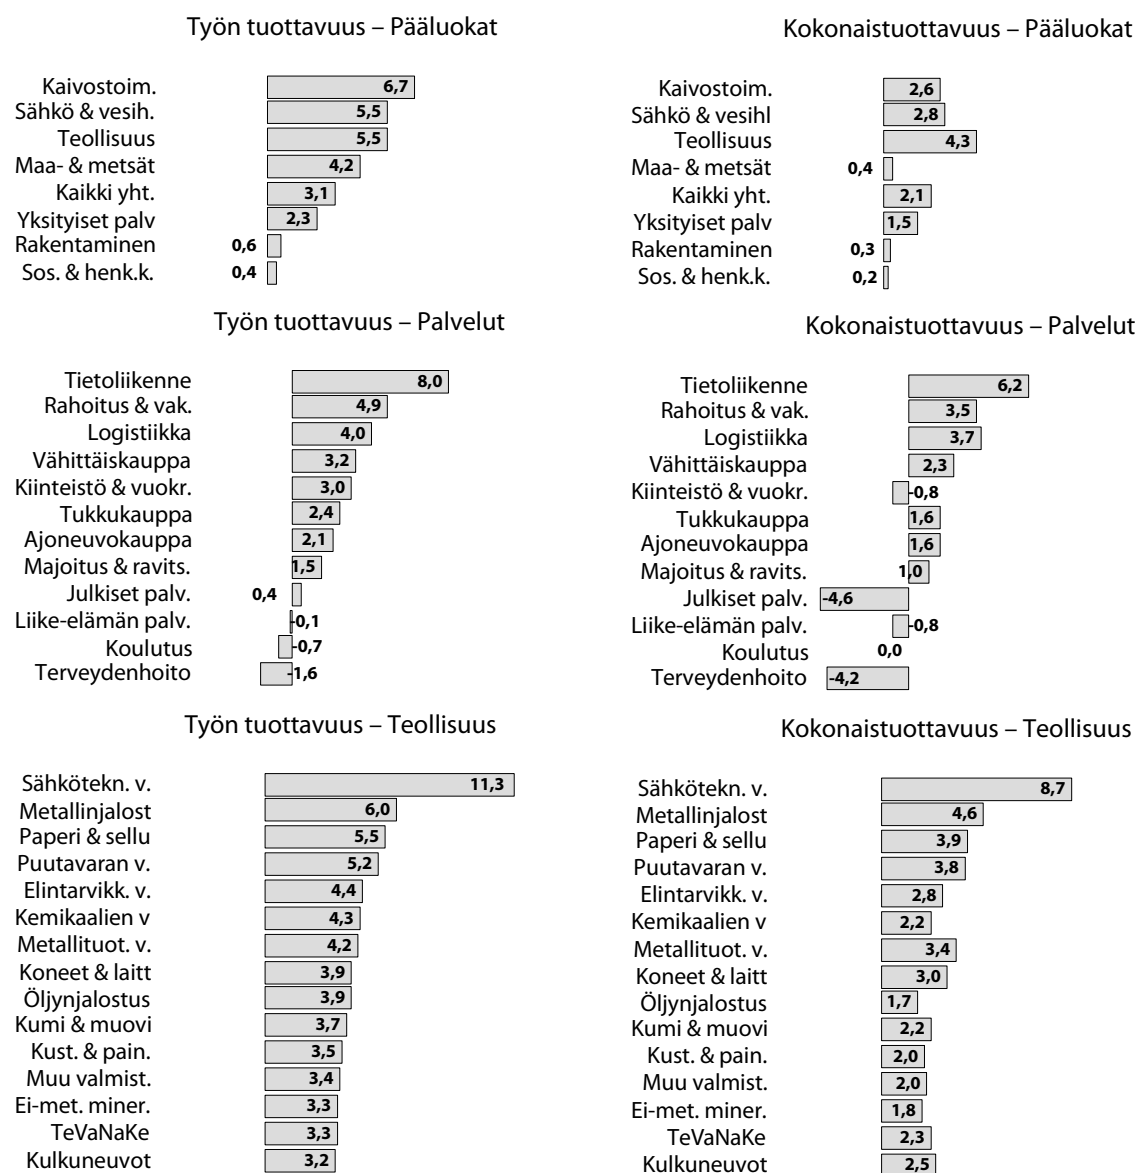 Työn tuottavuus – Pääluokat
Kaivostoim. 6,7
Sähkö & vesih. 5,5
Teollisuus 5,5
Maa- & metsät 4,2
Kaikki yht. 3,1
Yksityiset palv 2,3
Rakentaminen 0,6
Sos. & henk.k. 0,4
Kokonaistuottavuus – Pääluokat
Kaivostoim. 2,6
Sähkö & vesihl 2,8
Teollisuus 4,3
Maa- & metsät 0,4
Kaikki yht. 2,1
Yksityiset palv 1,5
Rakentaminen 0,3
Sos. & henk.k. 0,2
Työn tuottavuus – Palvelut
Tietoliikenne 8,0
Rahoitus & vak. 4,9
Logistiikka 4,0
Vähittäiskauppa 3,2
Kiinteistö & vuokr. 3,0
Tukkukauppa 2,4
Ajoneuvokauppa 2,1
Majoitus & ravits. 1,5
Julkiset palv. 0,4
Liike-elämän palv. -0,1
Koulutus -0,7
Terveydenhoito -1,6
Kokonaistuottavuus – Palvelut
Tietoliikenne 6,2
Rahoitus & vak. 3,5
Logistiikka 3,7
Vähittäiskauppa 2,3
Kiinteistö & vuokr. -0,8
Tukkukauppa 1,6
Ajoneuvokauppa 1,6
Majoitus & ravits. 1,0
Julkiset palv. -4,6
Liike-elämän palv. -0,8
Koulutus 0,0
Terveydenhoito -4,2
Työn tuottavuus – Teollisuus
Sähkötekn. v. 11,3
Metallinjalost 6,0
Paperi & sellu 5,5
Puutavaran v. 5,2
Elintarvikk. v. 4,4
Kemikaalien v 4,3
Metallituot. v. 4,2
Koneet & laitt 3,9
Öljynjalostus 3,9
Kumi & muovi 3,7
Kust. & pain. 3,5
Muu valmist. 3,4
Ei-met. miner. 3,3
TeVaNaKe 3,3
Kulkuneuvot 3,2
Kokonaistuottavuus – Teollisuus
Sähkötekn. v. 8,7
Metallinjalost 4,6
Paperi & sellu 3,9
Puutavaran v. 3,8
Elintarvikk. v. 2,8
Kemikaalien v 2,2
Metallituot. v. 3,4
Koneet & laitt 3,0
Öljynjalostus 1,7
Kumi & muovi 2,2
Kust. & pain. 2,0
Muu valmist. 2,0
Ei-met. miner. 1,8
TeVaNaKe 2,3
Kulkuneuvot 2,5